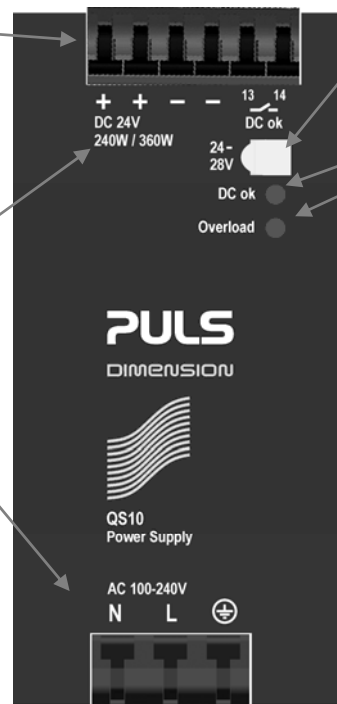 + + − − 13 14
DC 24V DC ok
240W / 360W
24-
28V
DC ok
Overload
PULS
DIMENSION
QS10
Power Supply
AC 100-240V
N L